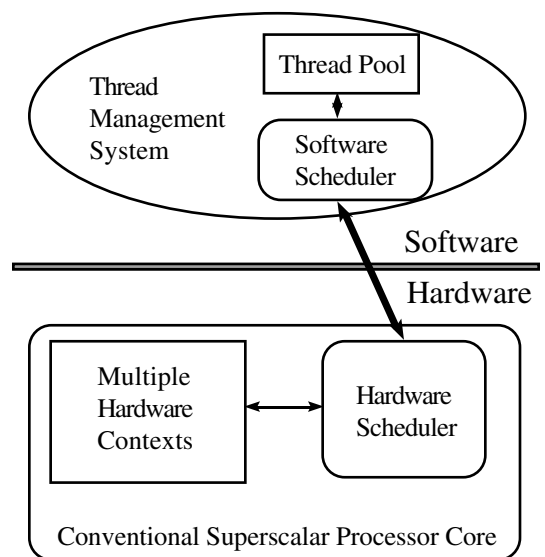 Thread Pool
Thread
Management
System
Software
Scheduler
Software
Hardware
Multiple
Hardware
Contexts
Hardware
Scheduler
Conventional Superscalar Processor Core